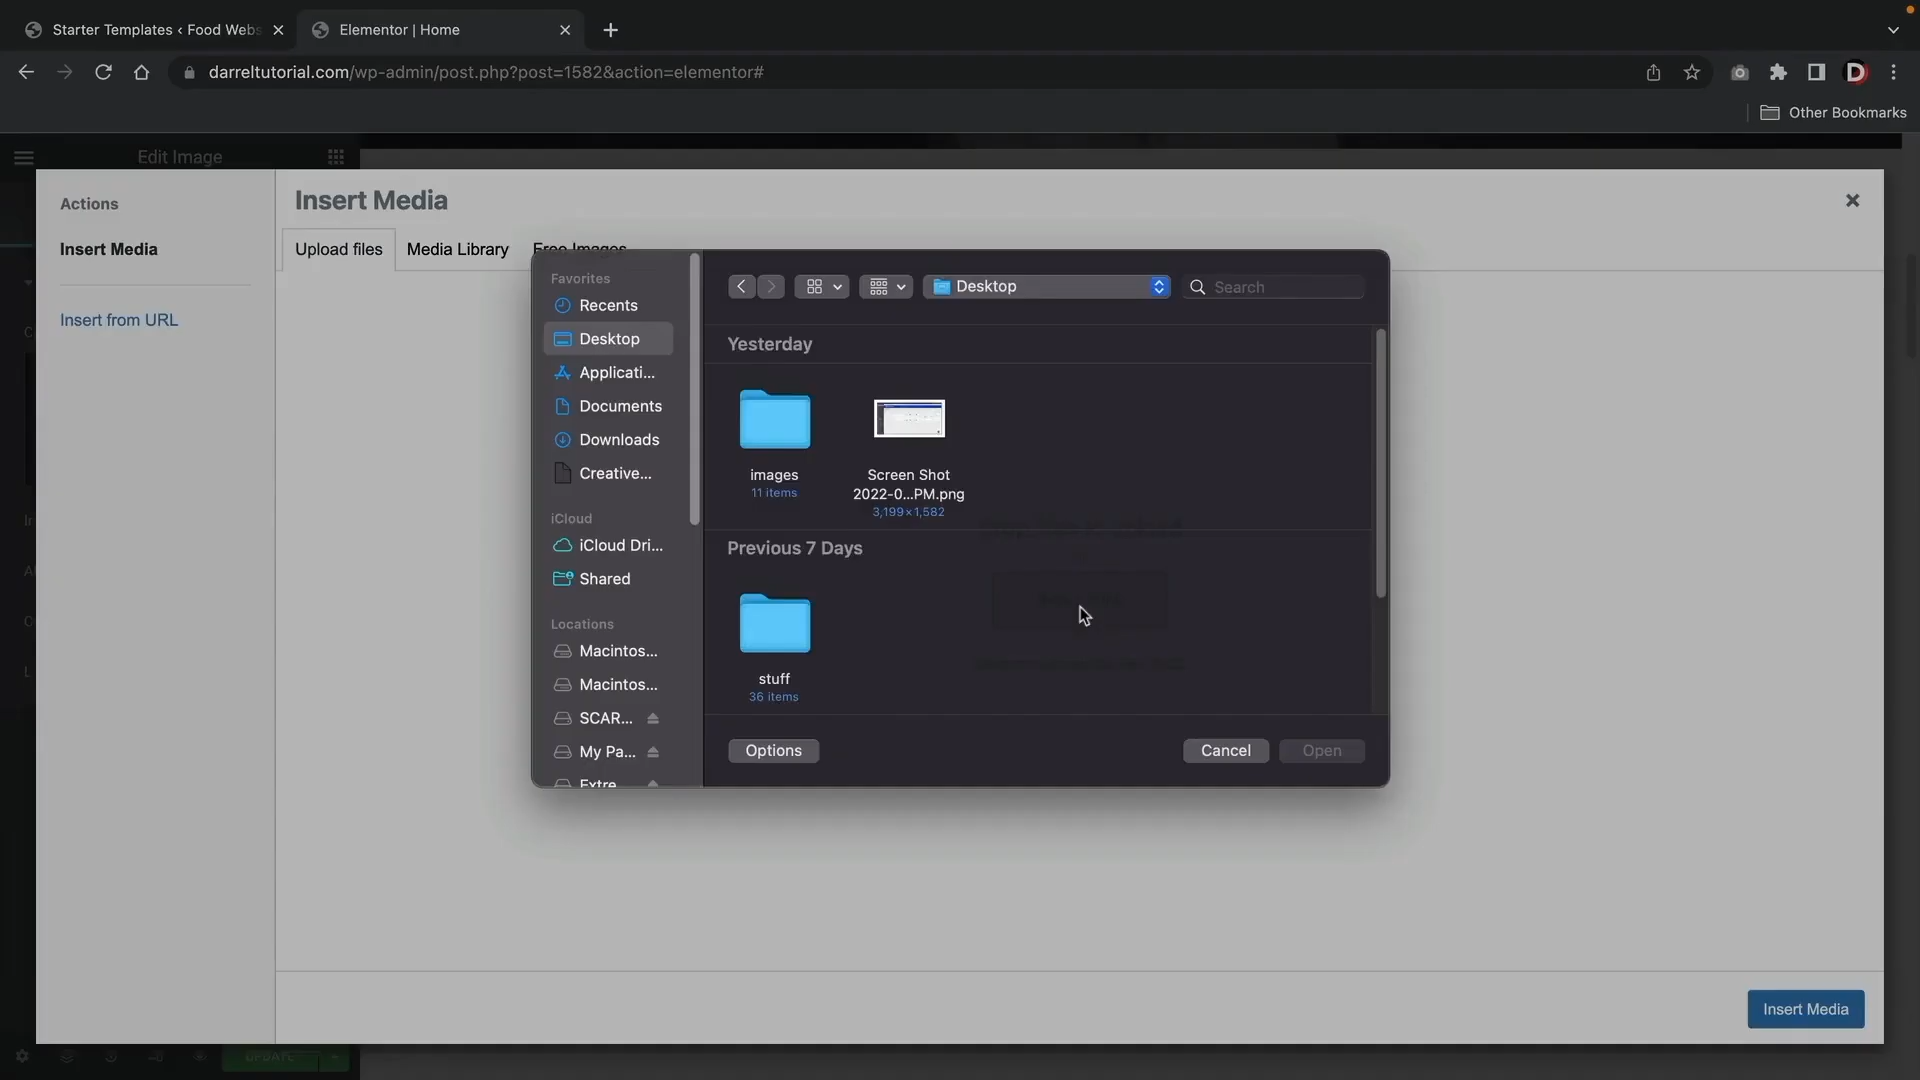 Starter Templates ‹ Food Webs
Elementor | Home
darreltutorial.com/wp-admin/post.php?post=1582&action=elementor#
Other Bookmarks
Edit Image
Actions
Insert Media
Insert from URL
Insert Media
Upload files
Media Library
Free Images
Favorites
Recents
Desktop
Applicati...
Documents
Downloads
Creative...
iCloud
iCloud Dri...
Shared
Locations
Macintos...
Macintos...
SCAR...
My Pa...
Extre
Desktop
Search
Yesterday
images
11 items
Screen Shot
2022-0...PM.png
3,199×1,582
Previous 7 Days
stuff
36 items
Options
Cancel
Open
Insert Media
UPDATE